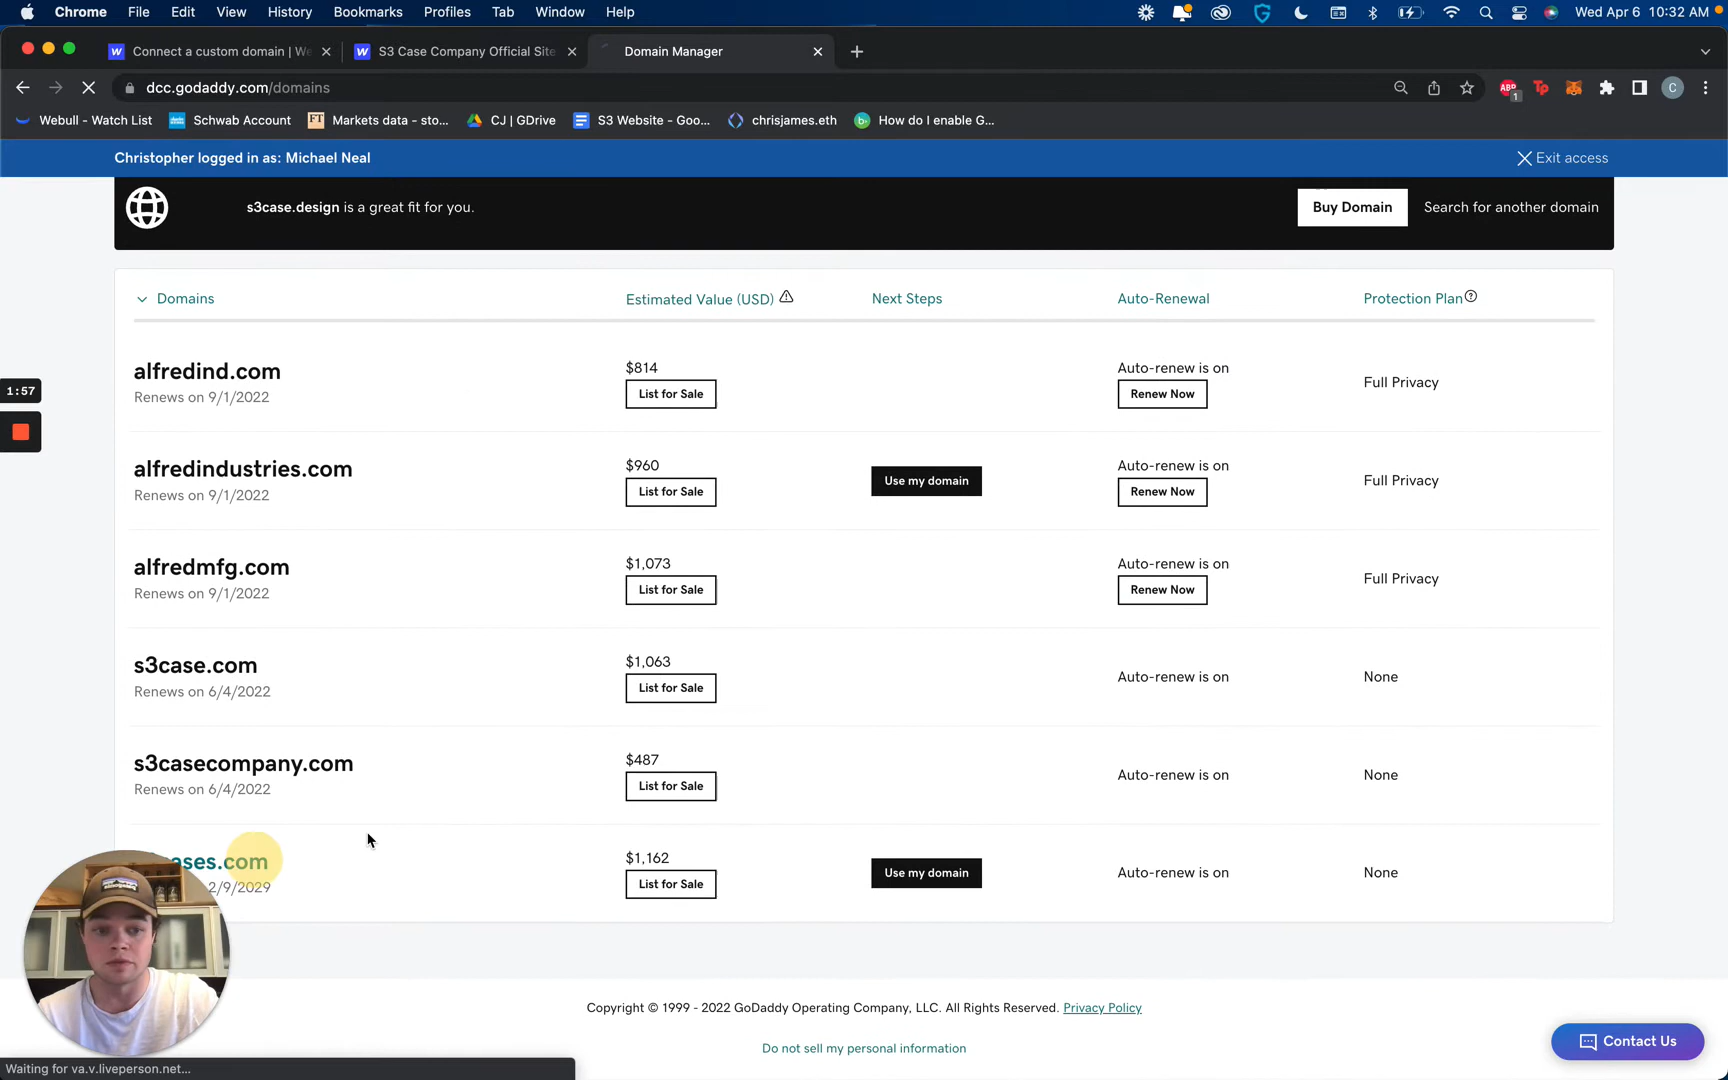 Chrome File Edit View History Bookmarks Profiles Tab Window Help Wed Apr 6 10:32 AM
Connect a custom domain | We S3 Case Company Official Site Domain Manager
dcc.godaddy.com/domains
Webull - Watch List Schwab Account FT Markets data - sto... CJ | GDrive S3 Website - Goo... chrisjames.eth How do I enable G...
Christopher logged in as: Michael Neal Exit access
s3case.design is a great fit for you. Buy Domain Search for another domain
Domains Estimated Value (USD) Next Steps Auto-Renewal Protection Plan
alfredind.com $814 Auto-renew is on Full Privacy
Renews on 9/1/2022 List for Sale Renew Now
alfredindustries.com $960 Use my domain Auto-renew is on Full Privacy
Renews on 9/1/2022 List for Sale Renew Now
alfredmfg.com $1,073 Auto-renew is on Full Privacy
Renews on 9/1/2022 List for Sale Renew Now
s3case.com $1,063 Auto-renew is on None
Renews on 6/4/2022 List for Sale
s3casecompany.com $487 Auto-renew is on None
Renews on 6/4/2022 List for Sale
ases.com $1,162 Use my domain Auto-renew is on None
2/9/2029 List for Sale
1:57
Copyright © 1999 - 2022 GoDaddy Operating Company, LLC. All Rights Reserved. Privacy Policy
Do not sell my personal information
Contact Us
Waiting for va.v.liveperson.net...